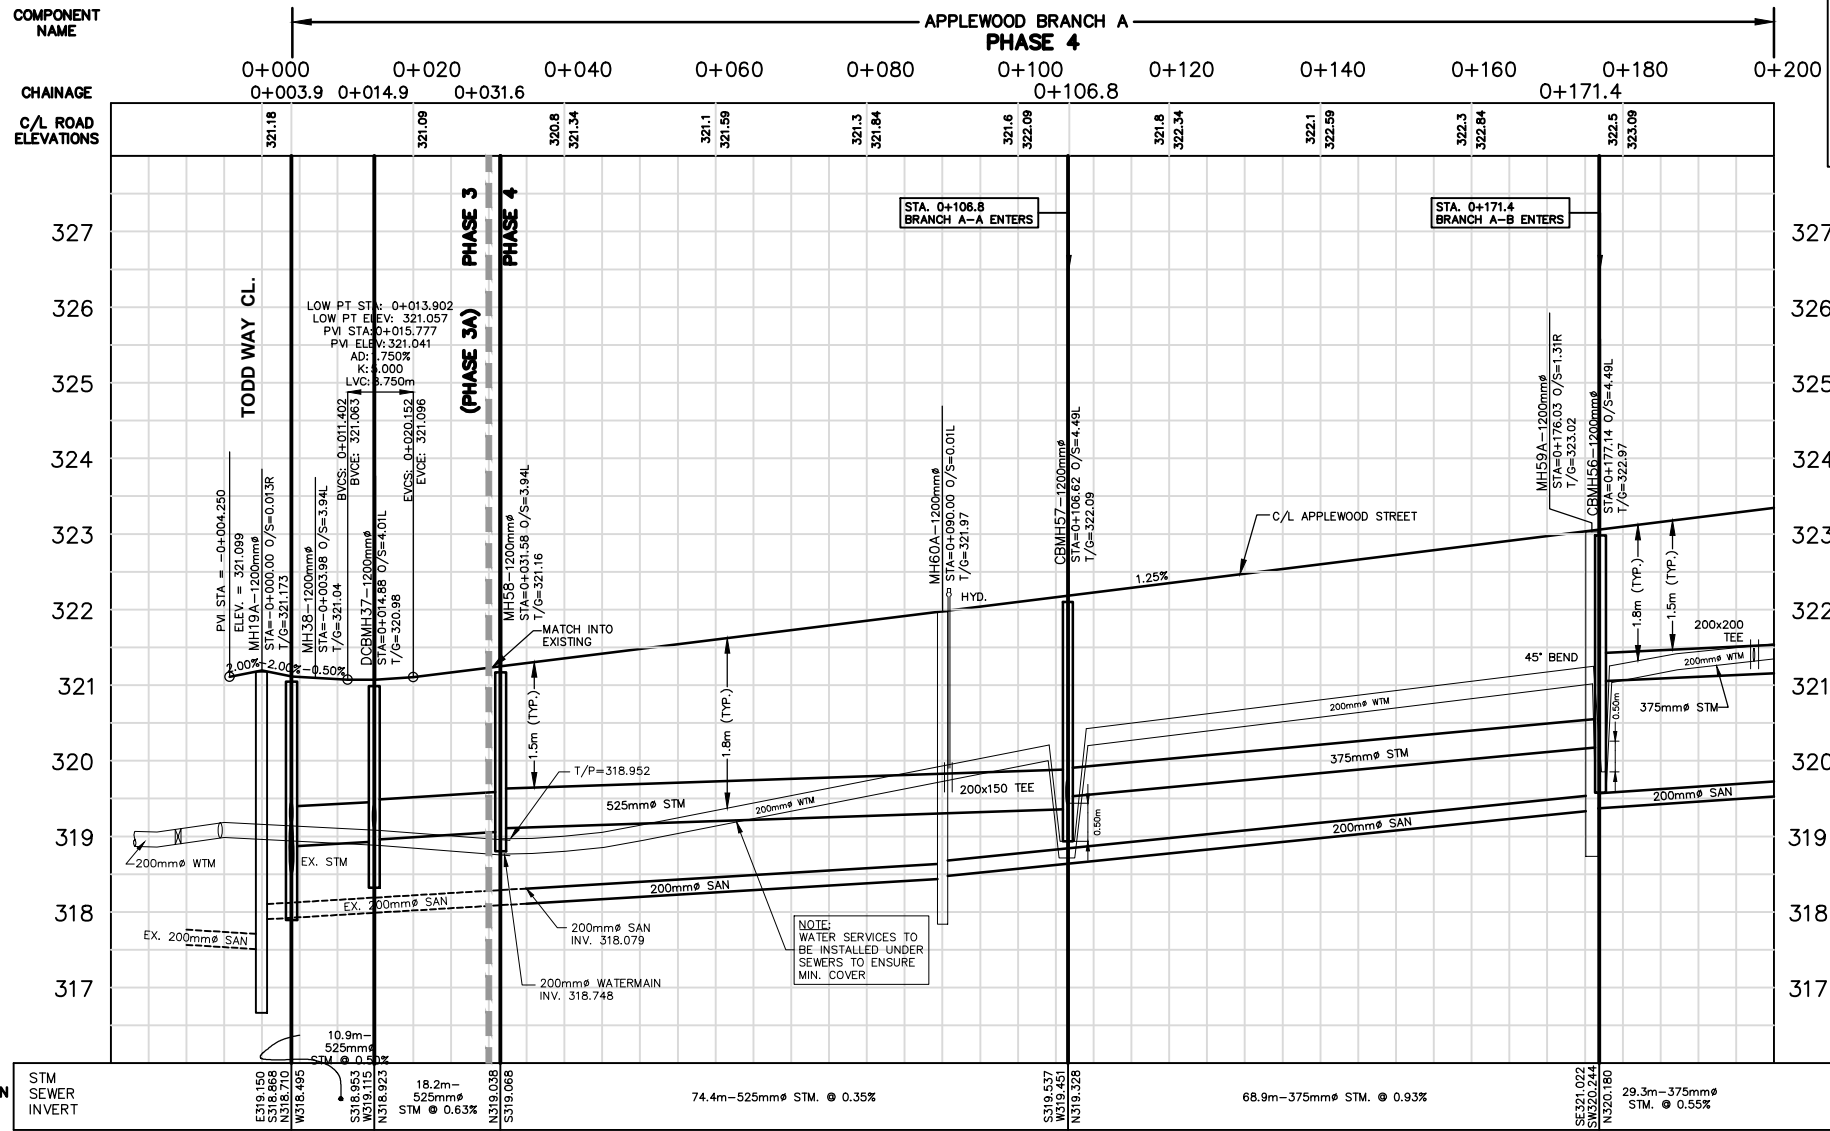 COMPONENT
NAME
APPLEWOOD BRANCH A
PHASE 4
0+000 0+020 0+040 0+060 0+080 0+100 0+120 0+140 0+160 0+180 0+200
CHAINAGE
0+003.9 0+014.9 0+031.6 0+106.8 0+171.4
C/L ROAD
ELEVATIONS
321.18
321.09
320.8
321.34
321.1
321.59
321.3
321.84
321.6
322.09
321.8
322.34
322.1
322.59
322.3
322.84
322.5
323.09
327
326
325
324
323
322
321
320
319
318
317
327
326
325
324
323
322
321
320
319
318
317
TODD WAY CL.
PHASE 3
(PHASE 3A)
PHASE 4
LOW PT STA: 0+013.902
LOW PT ELEV: 321.057
PVI STA:0+015.777
PVI ELEV:321.041
AD:1.750%
K:5.000
LVC:8.750m
BVCS: 0+011.402
BVCE: 321.063
EVCS: 0+020.152
EVCE: 321.096
PVI STA = -0+004.250
ELEV. = 321.099
MH19A-1200mmø
STA=-0+000.00 O/S=0.013R
T/G=321.173
MH38-1200mmø
STA=-0+003.98 O/S=3.94L
T/G=321.04
DCBMH37-1200mmø
STA=0+014.88 O/S=4.01L
T/G=320.98
MH58-1200mmø
STA=0+031.58 O/S=3.94L
T/G=321.16
2.00% -2.00% -0.50%
MATCH INTO
EXISTING
1.5m (TYP.)
1.8m (TYP.)
T/P=318.952
525mmø STM
200mmø WTM
200mmø WTM
EX. STM
EX. 200mmø SAN
EX. 200mmø SAN
200mmø SAN
200mmø SAN
INV. 318.079
200mmø WATERMAIN
INV. 318.748
NOTE:
WATER SERVICES TO
BE INSTALLED UNDER
SEWERS TO ENSURE
MIN. COVER
MH60A-1200mmø
STA=0+090.00 O/S=0.01L
T/G=321.97
HYD.
200x150 TEE
STA. 0+106.8
BRANCH A-A ENTERS
CBMH57-1200mmø
STA=0+106.62 O/S=4.49L
T/G=322.09
0.50m
1.25%
C/L APPLEWOOD STREET
200mmø WTM
375mmø STM
200mmø SAN
STA. 0+171.4
BRANCH A-B ENTERS
MH59A-1200mmø
STA=0+176.03 O/S=1.31R
T/G=323.02
CBMH56-1200mmø
STA=0+177.14 O/S=4.49L
T/G=322.97
45° BEND
1.8m (TYP.)
1.5m (TYP.)
200x200
TEE
200mmø WTM
375mmø STM
0.50m
200mmø SAN
10.9m-
525mmø
STM @ 0.50%
N
STM
SEWER
INVERT
E319.150
S318.868
N318.710
W318.495
S318.953
W319.115
N318.923
18.2m-
525mmø
STM @ 0.63%
N319.038
S319.068
74.4m-525mmø STM. @ 0.35%
S319.537
W319.451
N319.328
68.9m-375mmø STM. @ 0.93%
SE321.022
SW320.244
N320.180
29.3m-375mmø
STM. @ 0.55%